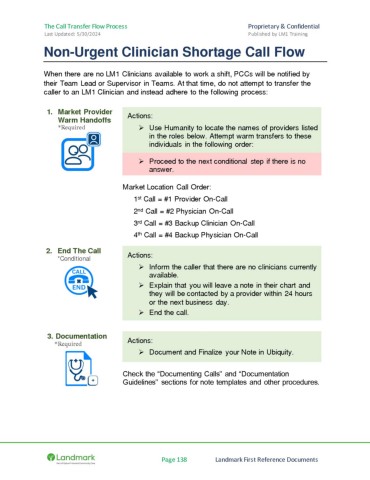 The Call Transfer Flow Process
Proprietary & Confidential
Last Updated: 5/30/2024
Published by LM1 Training
Non-Urgent Clinician Shortage Call Flow
When there are no LM1 Clinicians available to work a shift, PCCs will be notified by
their Team Lead or Supervisor in Teams. At that time, do not attempt to transfer the
caller to an LM1 Clinician and instead adhere to the following process:
1. Market Provider
Warm Handoffs
*Required
Actions:
➢ Use Humanity to locate the names of providers listed
in the roles below. Attempt warm transfers to these
individuals in the following order:
➢ Proceed to the next conditional step if there is no
answer.
Market Location Call Order:
1st Call = #1 Provider On-Call
2nd Call = #2 Physician On-Call
3rd Call = #3 Backup Clinician On-Call
4th Call = #4 Backup Physician On-Call
2. End The Call
*Conditional
CALL
END
Actions:
➢ Inform the caller that there are no clinicians currently
available.
➢ Explain that you will leave a note in their chart and
they will be contacted by a provider within 24 hours
or the next business day.
➢ End the call.
3. Documentation
*Required
Actions:
➢ Document and Finalize your Note in Ubiquity.
Check the “Documenting Calls” and “Documentation
Guidelines” sections for note templates and other procedures.
Landmark
Page 138
Landmark First Reference Documents